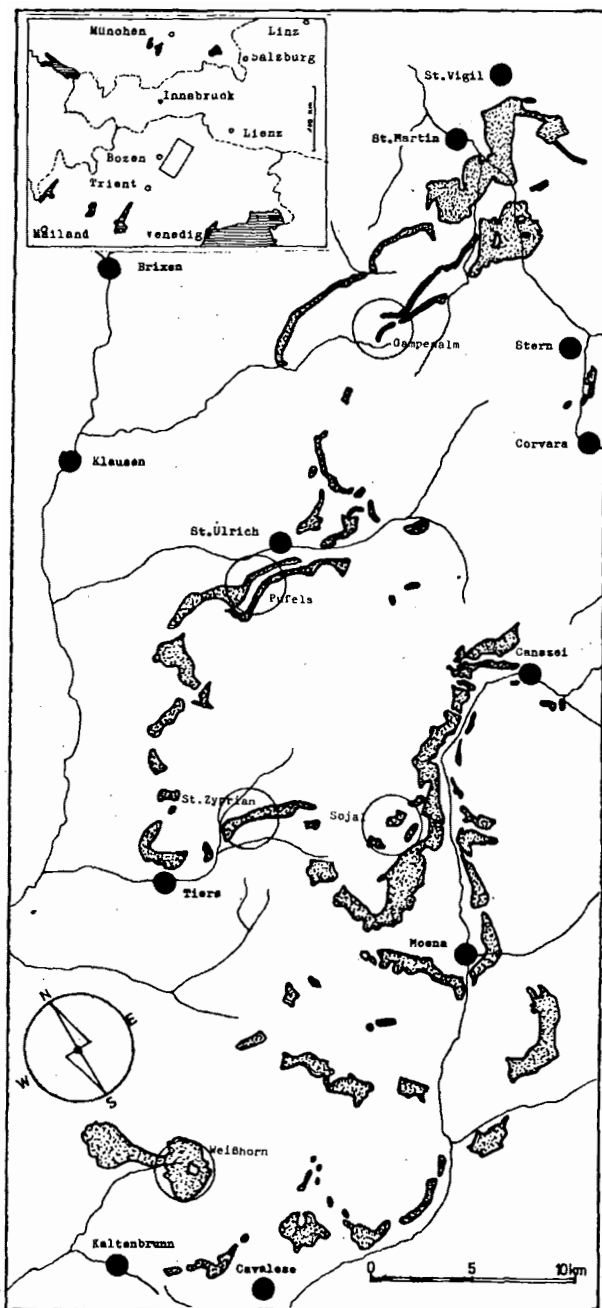 München
Linz
Salzburg
Innsbruck
Lienz
Bozen
Trient
Mailand
Venedig
St.Vigil
St.Martin
Brixen
Gampenalm
Stern
Corvara
Klausen
St.Ulrich
Pufels
Canazei
St.Zyprian
Sojal
Tiers
Moena
N
E
W
S
Weißhorn
Kaltenbrunn
Cavalese
0 5 10km